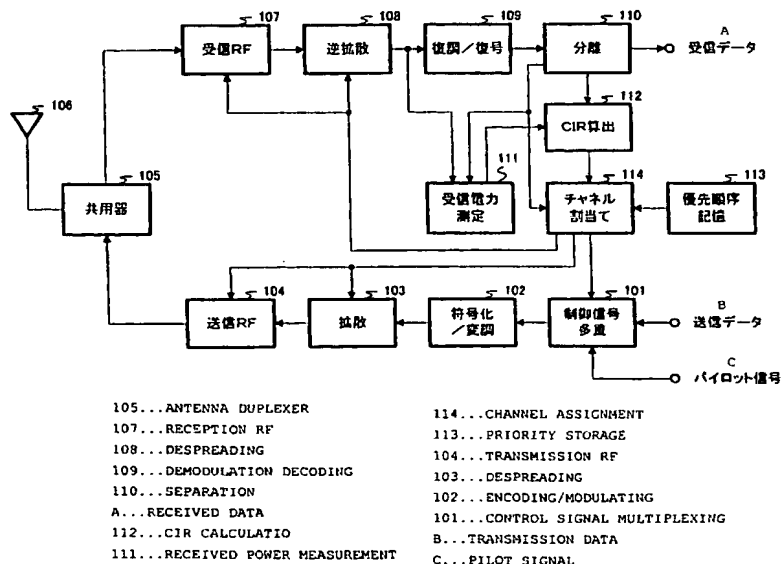 107
108
109
110
A
受信RF
逆拡散
復調/復号
分離
受信データ
112
106
CIR算出
111
113
105
114
受信電力
測定
チャネル
割当て
優先順序
記憶
共用器
104
103
102
101
B
送信RF
拡散
符号化
/変調
制御信号
多重
送信データ
C
パイロット信号
105...ANTENNA DUPLEXER
107...RECEPTION RF
108...DESPREADING
109...DEMODULATION DECODING
110...SEPARATION
A...RECEIVED DATA
112...CIR CALCULATIO
111...RECEIVED POWER MEASUREMENT
114...CHANNEL ASSIGNMENT
113...PRIORITY STORAGE
104...TRANSMISSION RF
103...DESPREADING
102...ENCODING/MODULATING
101...CONTROL SIGNAL MULTIPLEXING
B...TRANSMISSION DATA
C...PILOT SIGNAL